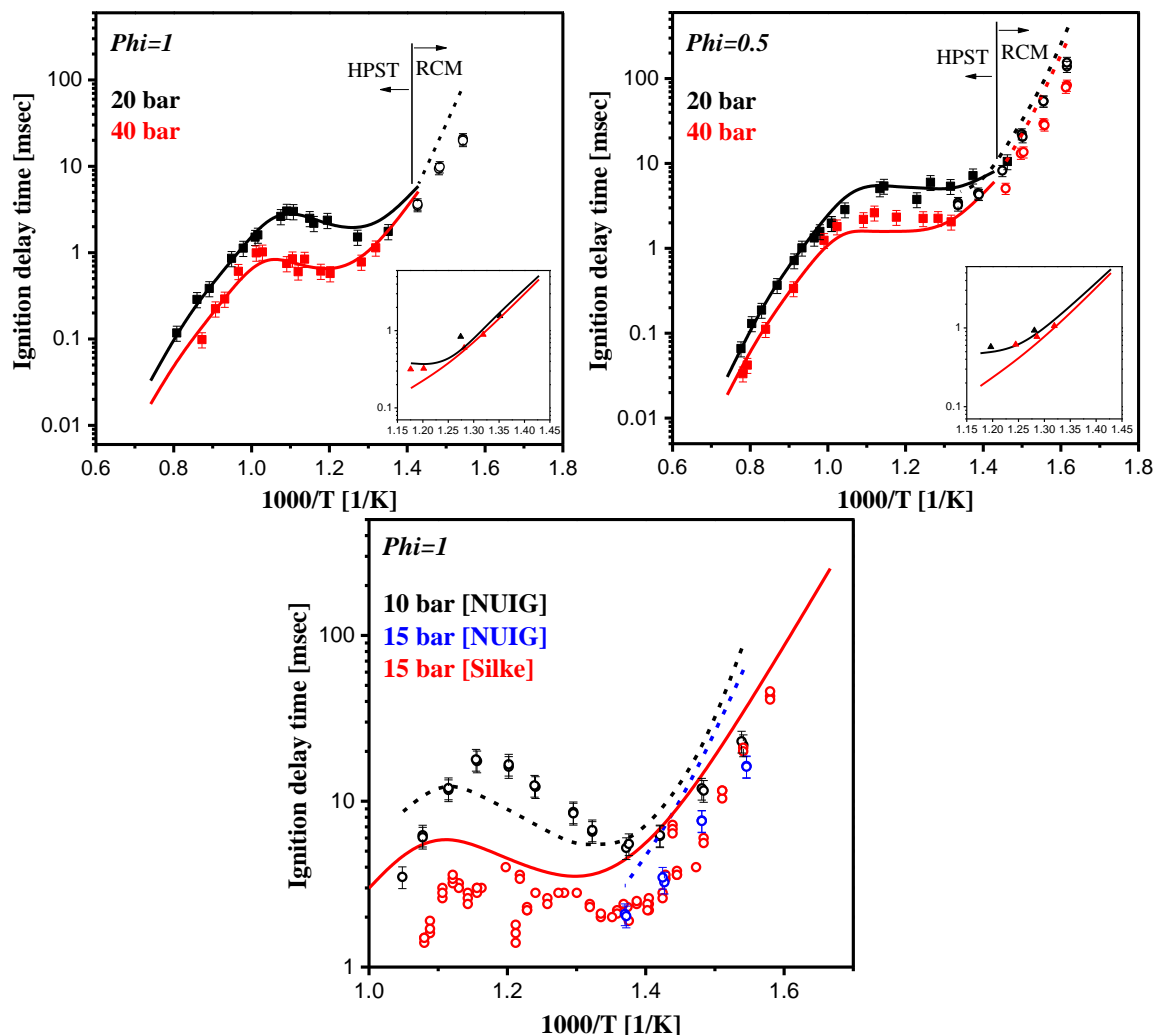 Phi=1
20 bar
40 bar
HPST
RCM
Ignition delay time [msec]
100
10
1
0.1
0.01
0.6 0.8 1.0 1.2 1.4 1.6 1.8
1000/T [1/K]
1
0.1
1.15 1.20 1.25 1.30 1.35 1.40 1.45
Phi=0.5
20 bar
40 bar
HPST
RCM
Ignition delay time [msec]
100
10
1
0.1
0.01
0.6 0.8 1.0 1.2 1.4 1.6 1.8
1000/T [1/K]
1
0.1
1.15 1.20 1.25 1.30 1.35 1.40 1.45
Phi=1
10 bar [NUIG]
15 bar [NUIG]
15 bar [Silke]
Ignition delay time [msec]
100
10
1
1.0 1.2 1.4 1.6
1000/T [1/K]